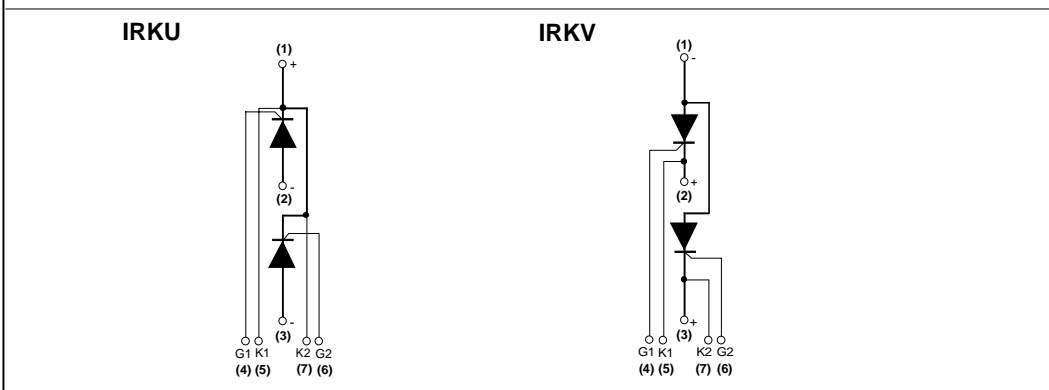 IRKU
(1)
+
-
(2)
-
(3)
G1 K1 K2 G2
(4) (5) (7) (6)
IRKV
(1)
-
+
(2)
+
(3)
G1 K1 K2 G2
(4) (5) (7) (6)